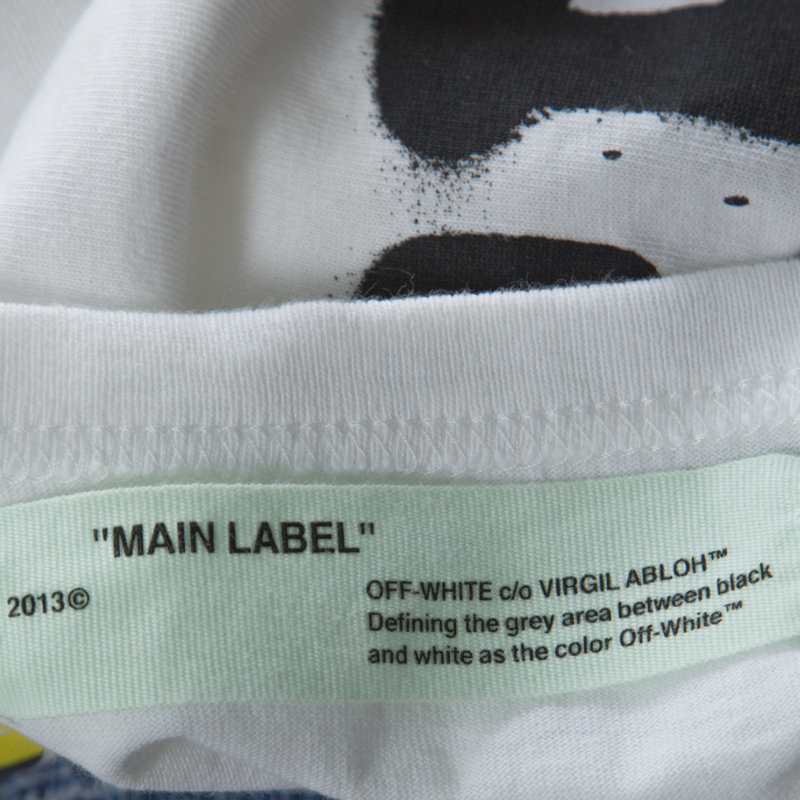 "MAIN LABEL"
2013©
OFF-WHITE c/o VIRGIL ABLOH™
Defining the grey area between black
and white as the color Off-White™